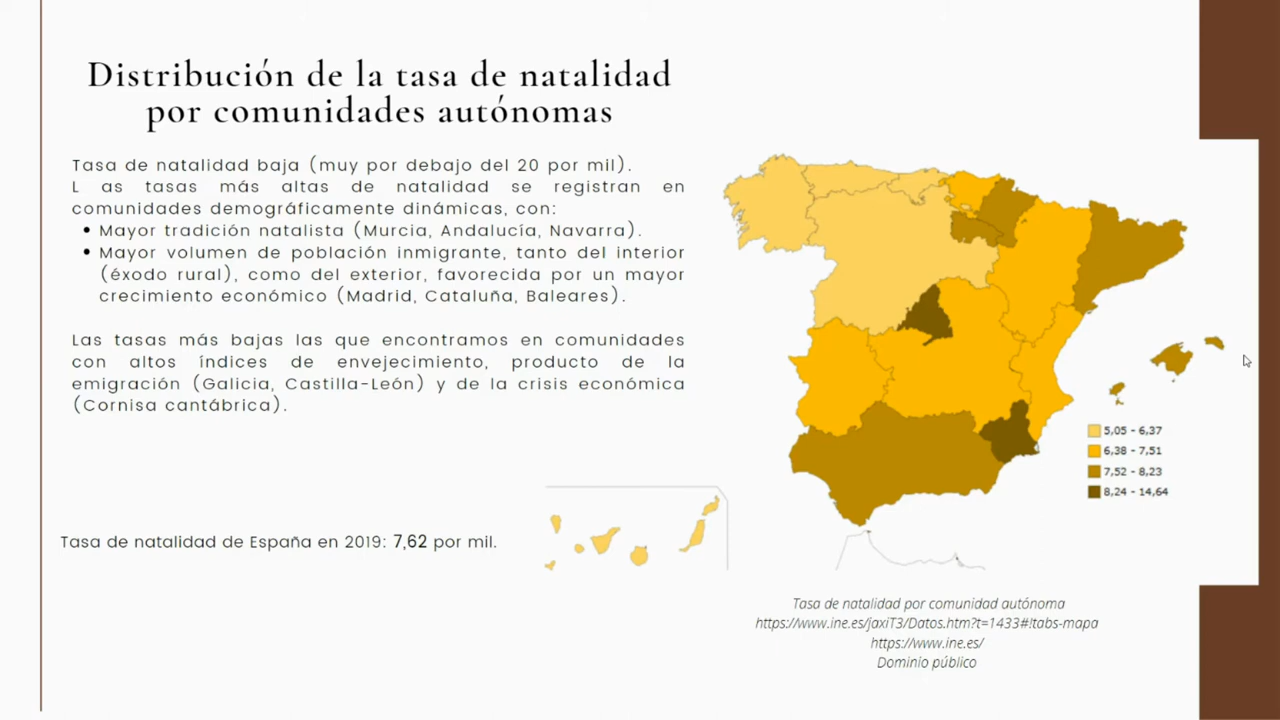 Distribución de la tasa de natalidad
por comunidades autónomas
Tasa de natalidad baja (muy por debajo del 20 por mil).
L as tasas más altas de natalidad se registran en
comunidades demográficamente dinámicas, con:
• Mayor tradición natalista (Murcia, Andalucía, Navarra).
• Mayor volumen de población inmigrante, tanto del interior
(éxodo rural), como del exterior, favorecida por un mayor
crecimiento económico (Madrid, Cataluña, Baleares).
Las tasas más bajas las que encontramos en comunidades
con altos índices de envejecimiento, producto de la
emigración (Galicia, Castilla-León) y de la crisis económica
(Cornisa cantábrica).
Tasa de natalidad de España en 2019: 7,62 por mil.
5,05 - 6,37
6,38 - 7,51
7,52 - 8,23
8,24 - 14,64
Tasa de natalidad por comunidad autónoma
https://www.ine.es/jaxiT3/Datos.htm?t=1433#!tabs-mapa
https://www.ine.es/
Dominio público